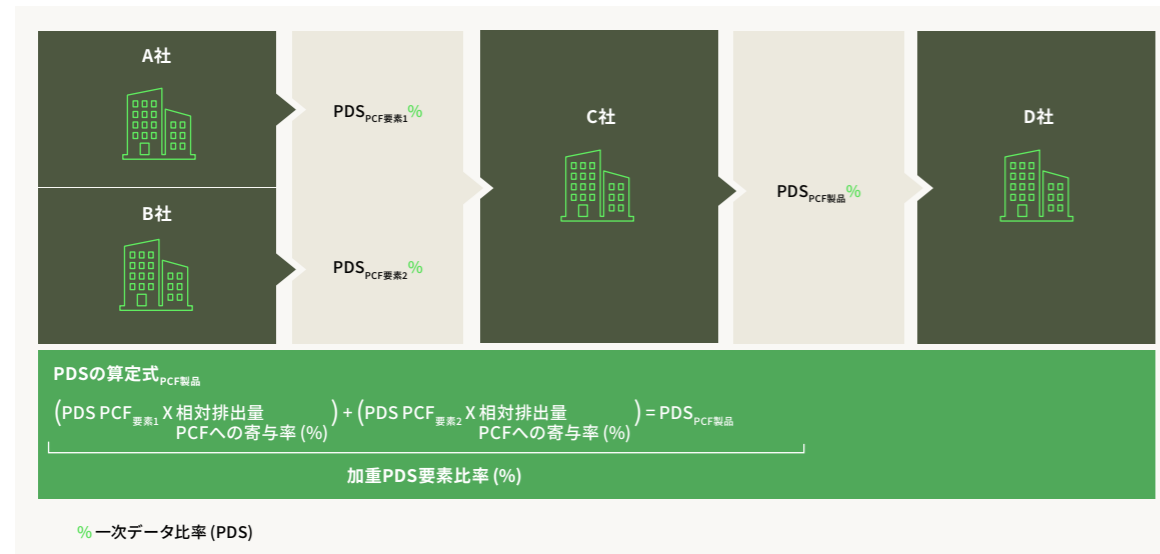 A社
PDSPCF要素1%
B社
PDSPCF要素2%
C社
PDSPCF製品%
D社
PDSの算定式PCF製品
(PDS PCF要素1 X 相対排出量 PCFへの寄与率 (%)) + (PDS PCF要素2 X 相対排出量 PCFへの寄与率 (%)) = PDSPCF製品
加重PDS要素比率 (%)
% 一次データ比率 (PDS)